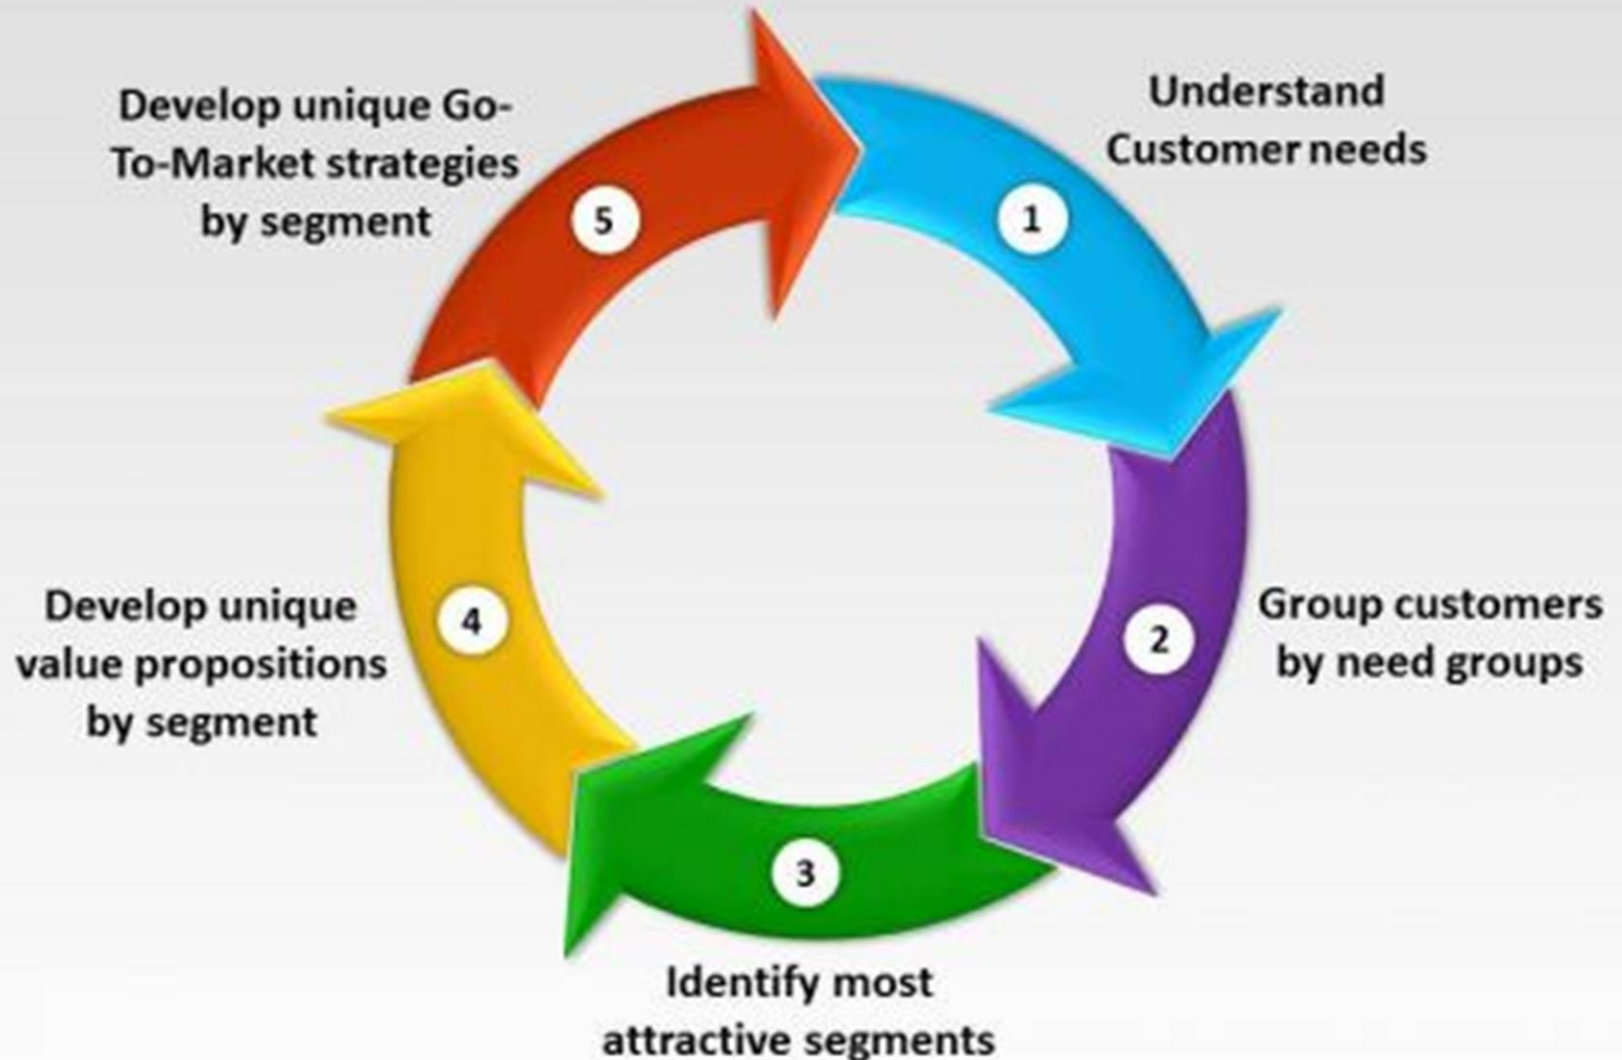 Understand
Customer needs
1
Group customers
by need groups
2
Identify most
attractive segments
3
Develop unique
value propositions
by segment
4
Develop unique Go-
To-Market strategies
by segment
5